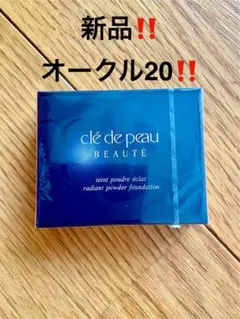 新品‼️
オークル20‼️
clé de peau
BEAUTÉ
teint poudre éclat
radiant powder foundation